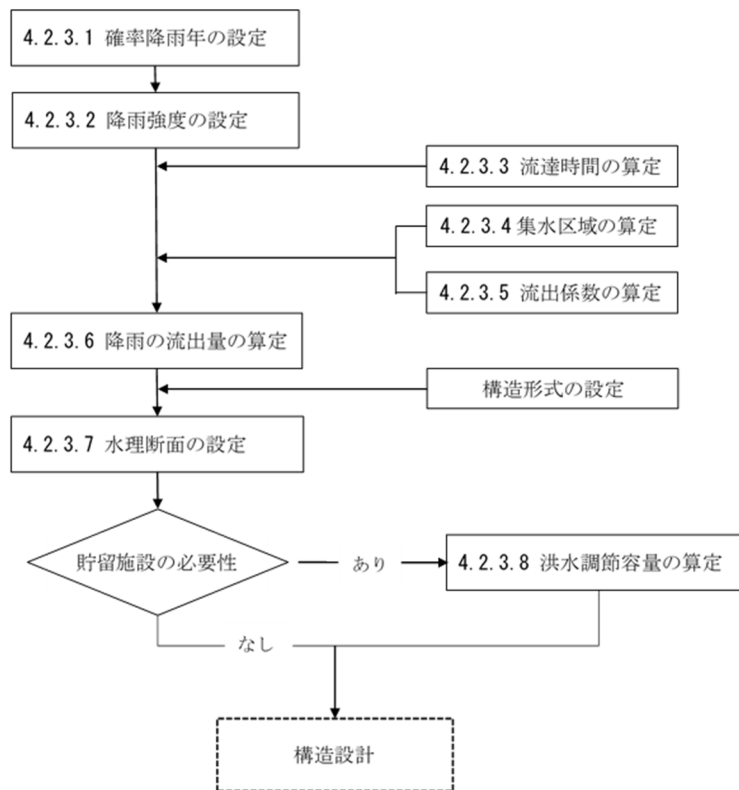 4.2.3.1 確率降雨年の設定
4.2.3.2 降雨強度の設定
4.2.3.3 流達時間の算定
4.2.3.4 集水区域の算定
4.2.3.5 流出係数の算定
4.2.3.6 降雨の流出量の算定
構造形式の設定
4.2.3.7 水理断面の設定
貯留施設の必要性
あり
4.2.3.8 洪水調節容量の算定
なし
構造設計